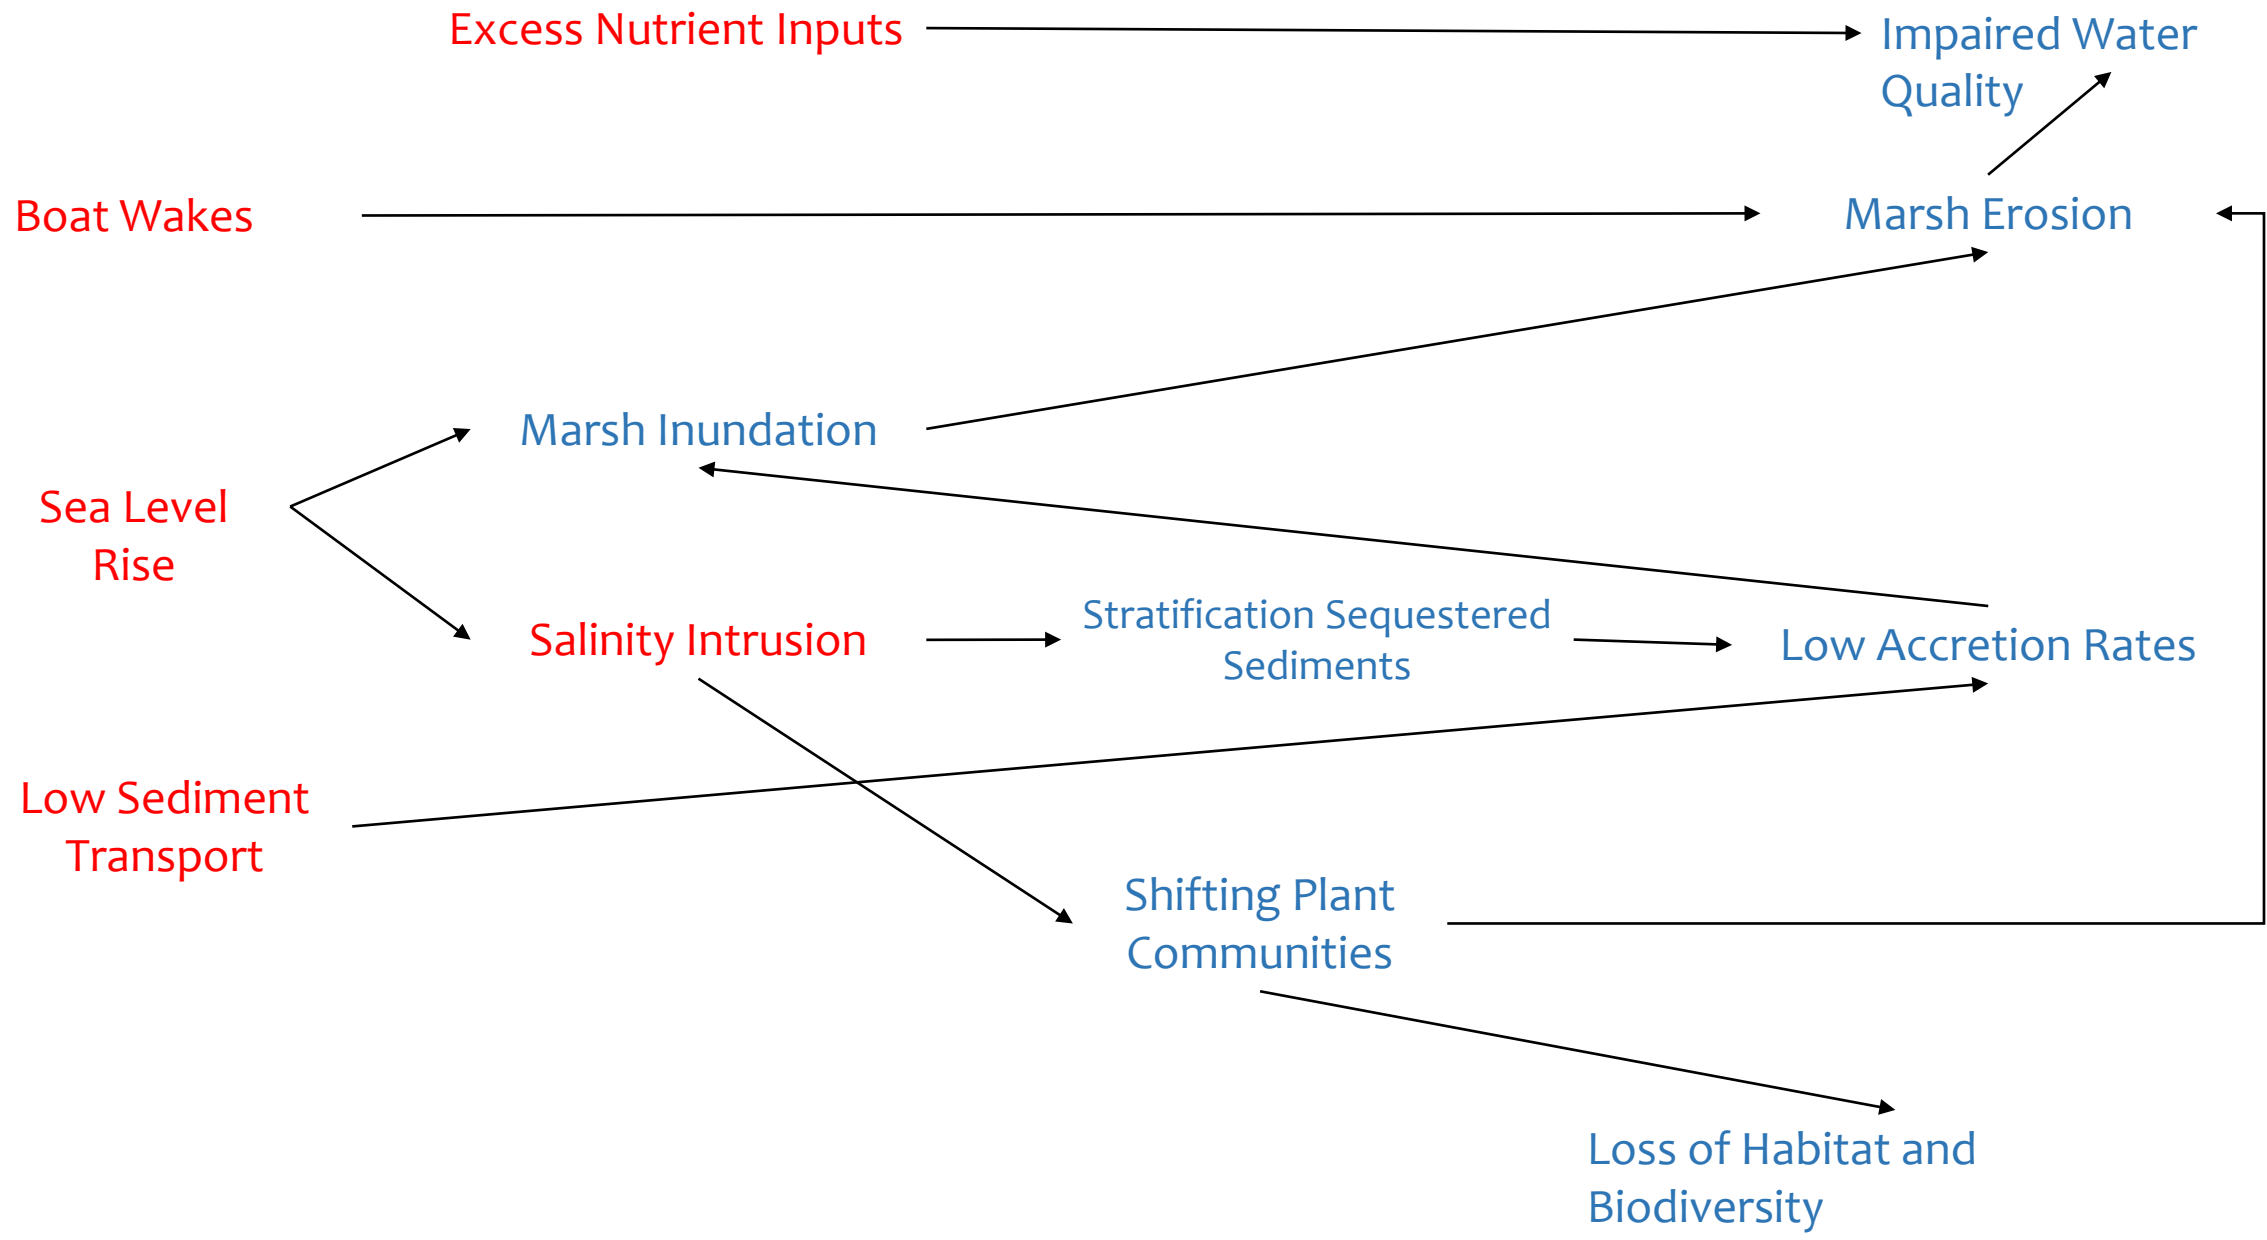 Excess Nutrient Inputs
Impaired Water
Quality
Boat Wakes
Marsh Erosion
Marsh Inundation
Sea Level
Rise
Salinity Intrusion
Stratification Sequestered
Sediments
Low Accretion Rates
Low Sediment
Transport
Shifting Plant
Communities
Loss of Habitat and
Biodiversity